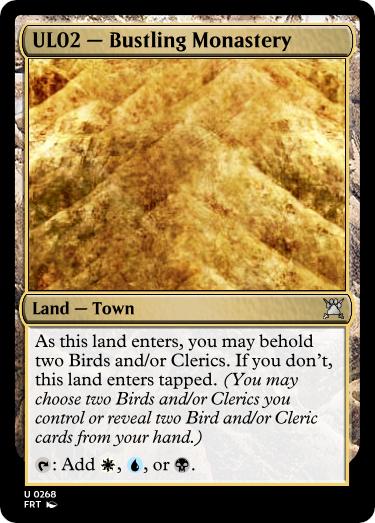 UL02 — Bustling Monastery
Land — Town
As this land enters, you may behold
two Birds and/or Clerics. If you don't,
this land enters tapped. (You may
choose two Birds and/or Clerics you
control or reveal two Bird and/or Cleric
cards from your hand.)
: Add , , or .
U 0268
FRT